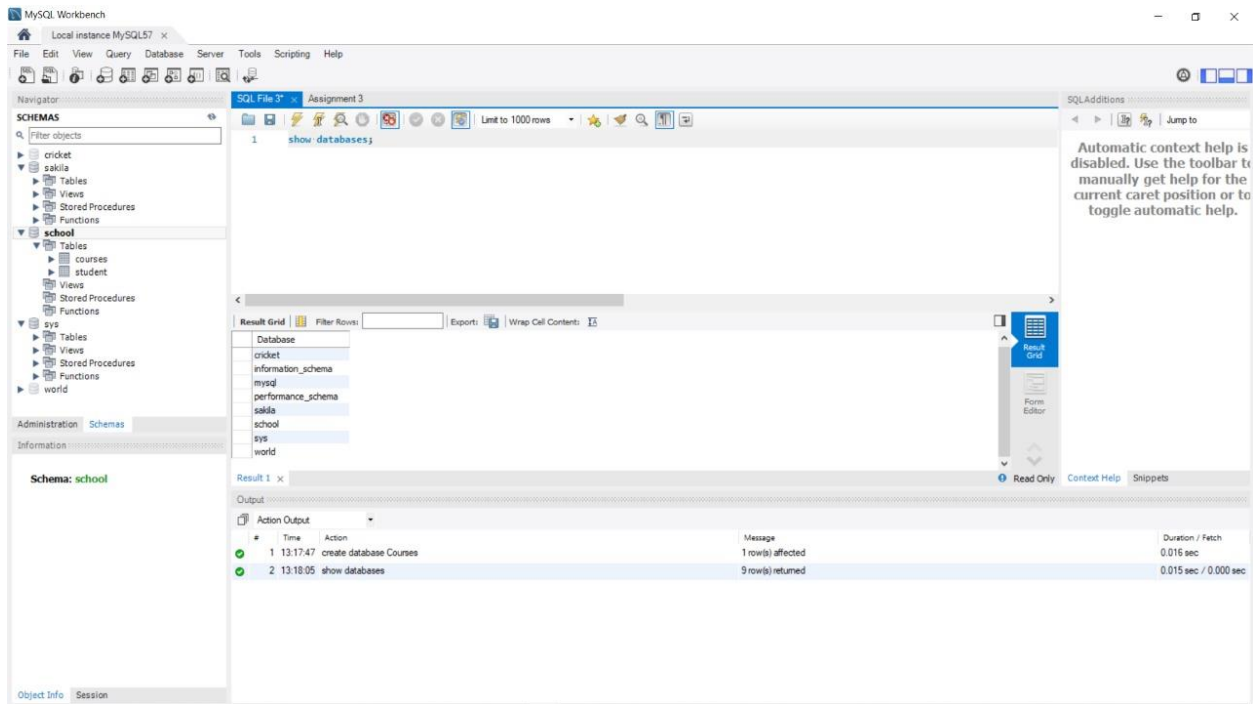 MySQL Workbench
Local instance MySQL57
File Edit View Query Database Server Tools Scripting Help
Navigator
SCHEMAS
Filter objects
cricket
sakila
Tables
Views
Stored Procedures
Functions
school
Tables
courses
student
Views
Stored Procedures
Functions
sys
Tables
Views
Stored Procedures
Functions
world
Administration Schemas
Information
Schema: school
Object Info Session
SQL File 3* Assignment 3
Limit to 1000 rows
1 show databases;
Result Grid Filter Rows: Export: Wrap Cell Content:
Database
cricket
information_schema
mysql
performance_schema
sakila
school
sys
world
Result Grid
Form Editor
Result 1 Read Only
Output
Action Output
# Time Action Message Duration / Fetch
1 13:17:47 create database Courses 1 row(s) affected 0.016 sec
2 13:18:05 show databases 9 row(s) returned 0.015 sec / 0.000 sec
SQLAdditions
Jump to
Automatic context help is
disabled. Use the toolbar to
manually get help for the
current caret position or to
toggle automatic help.
Context Help Snippets